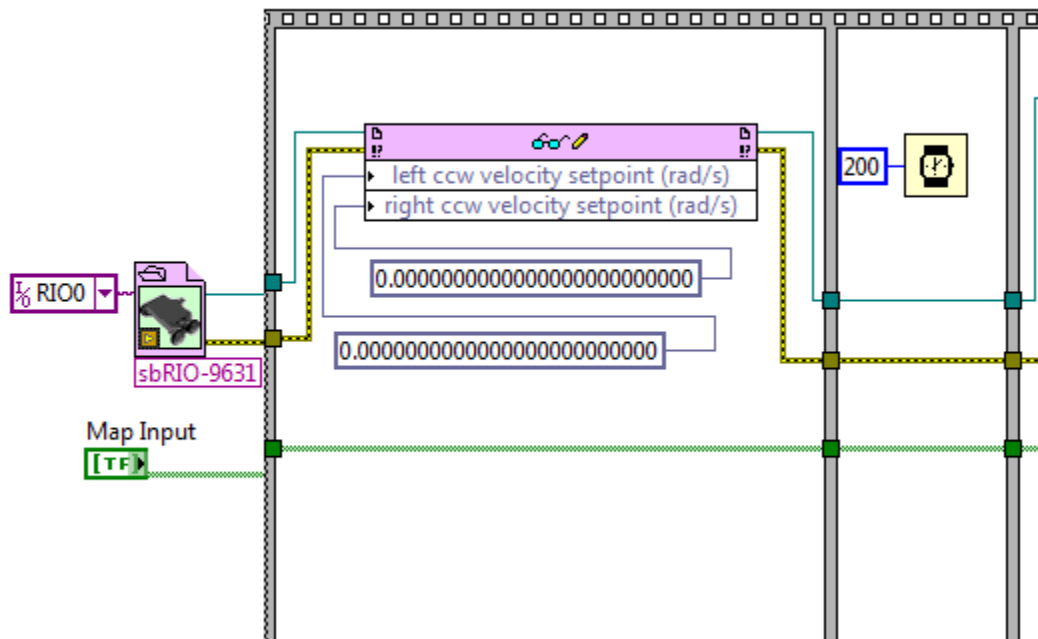 left ccw velocity setpoint (rad/s)
200
right ccw velocity setpoint (rad/s)
0.0000000000000000000000000
I/O RIO0
0.0000000000000000000000000
sbRIO-9631
Map Input
[TF]